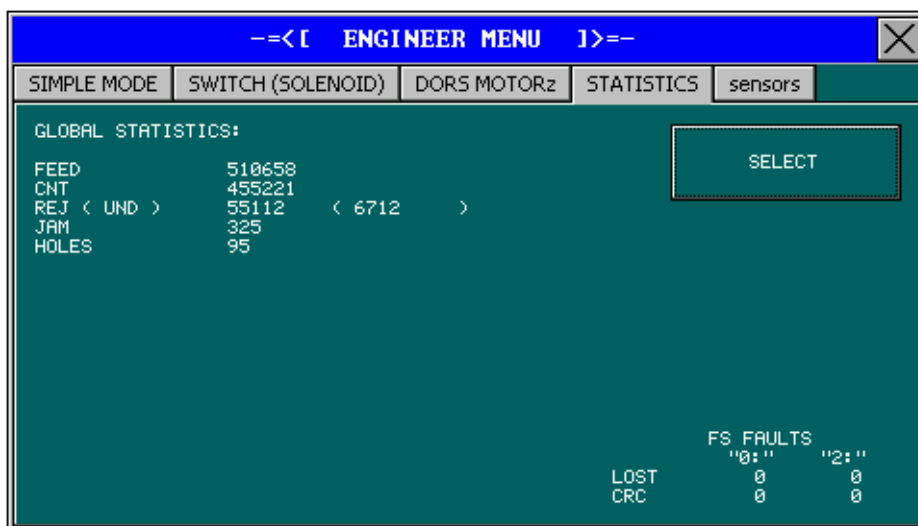 -=<[ ENGINEER MENU ]>=-
SIMPLE MODE SWITCH (SOLENOID) DORS MOTORz STATISTICS sensors
GLOBAL STATISTICS:
SELECT
FEED 510658
CNT 455221
REJ ( UND ) 55112 ( 6712 )
JAM 325
HOLES 95
FS FAULTS
"0:" "2:"
LOST 0 0
CRC 0 0